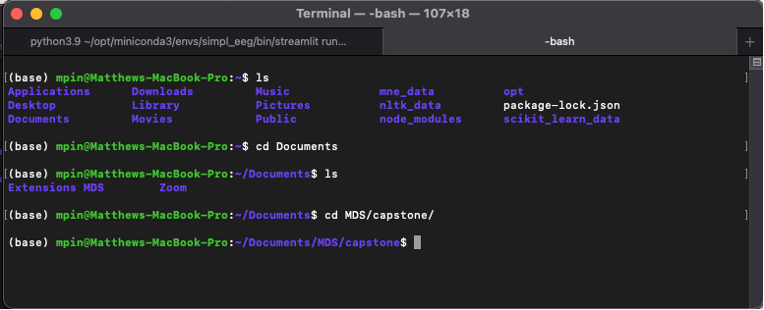 Terminal — -bash — 107×18
python3.9 ~/opt/miniconda3/envs/simpl_eeg/bin/streamlit run... -bash +
[(base) mpin@Matthews-MacBook-Pro:~$ ls ]
Applications Downloads Music mne_data opt
Desktop Library Pictures nltk_data package-lock.json
Documents Movies Public node_modules scikit_learn_data
[(base) mpin@Matthews-MacBook-Pro:~$ cd Documents ]
[(base) mpin@Matthews-MacBook-Pro:~/Documents$ ls ]
Extensions MDS Zoom
[(base) mpin@Matthews-MacBook-Pro:~/Documents$ cd MDS/capstone/ ]
(base) mpin@Matthews-MacBook-Pro:~/Documents/MDS/capstone$